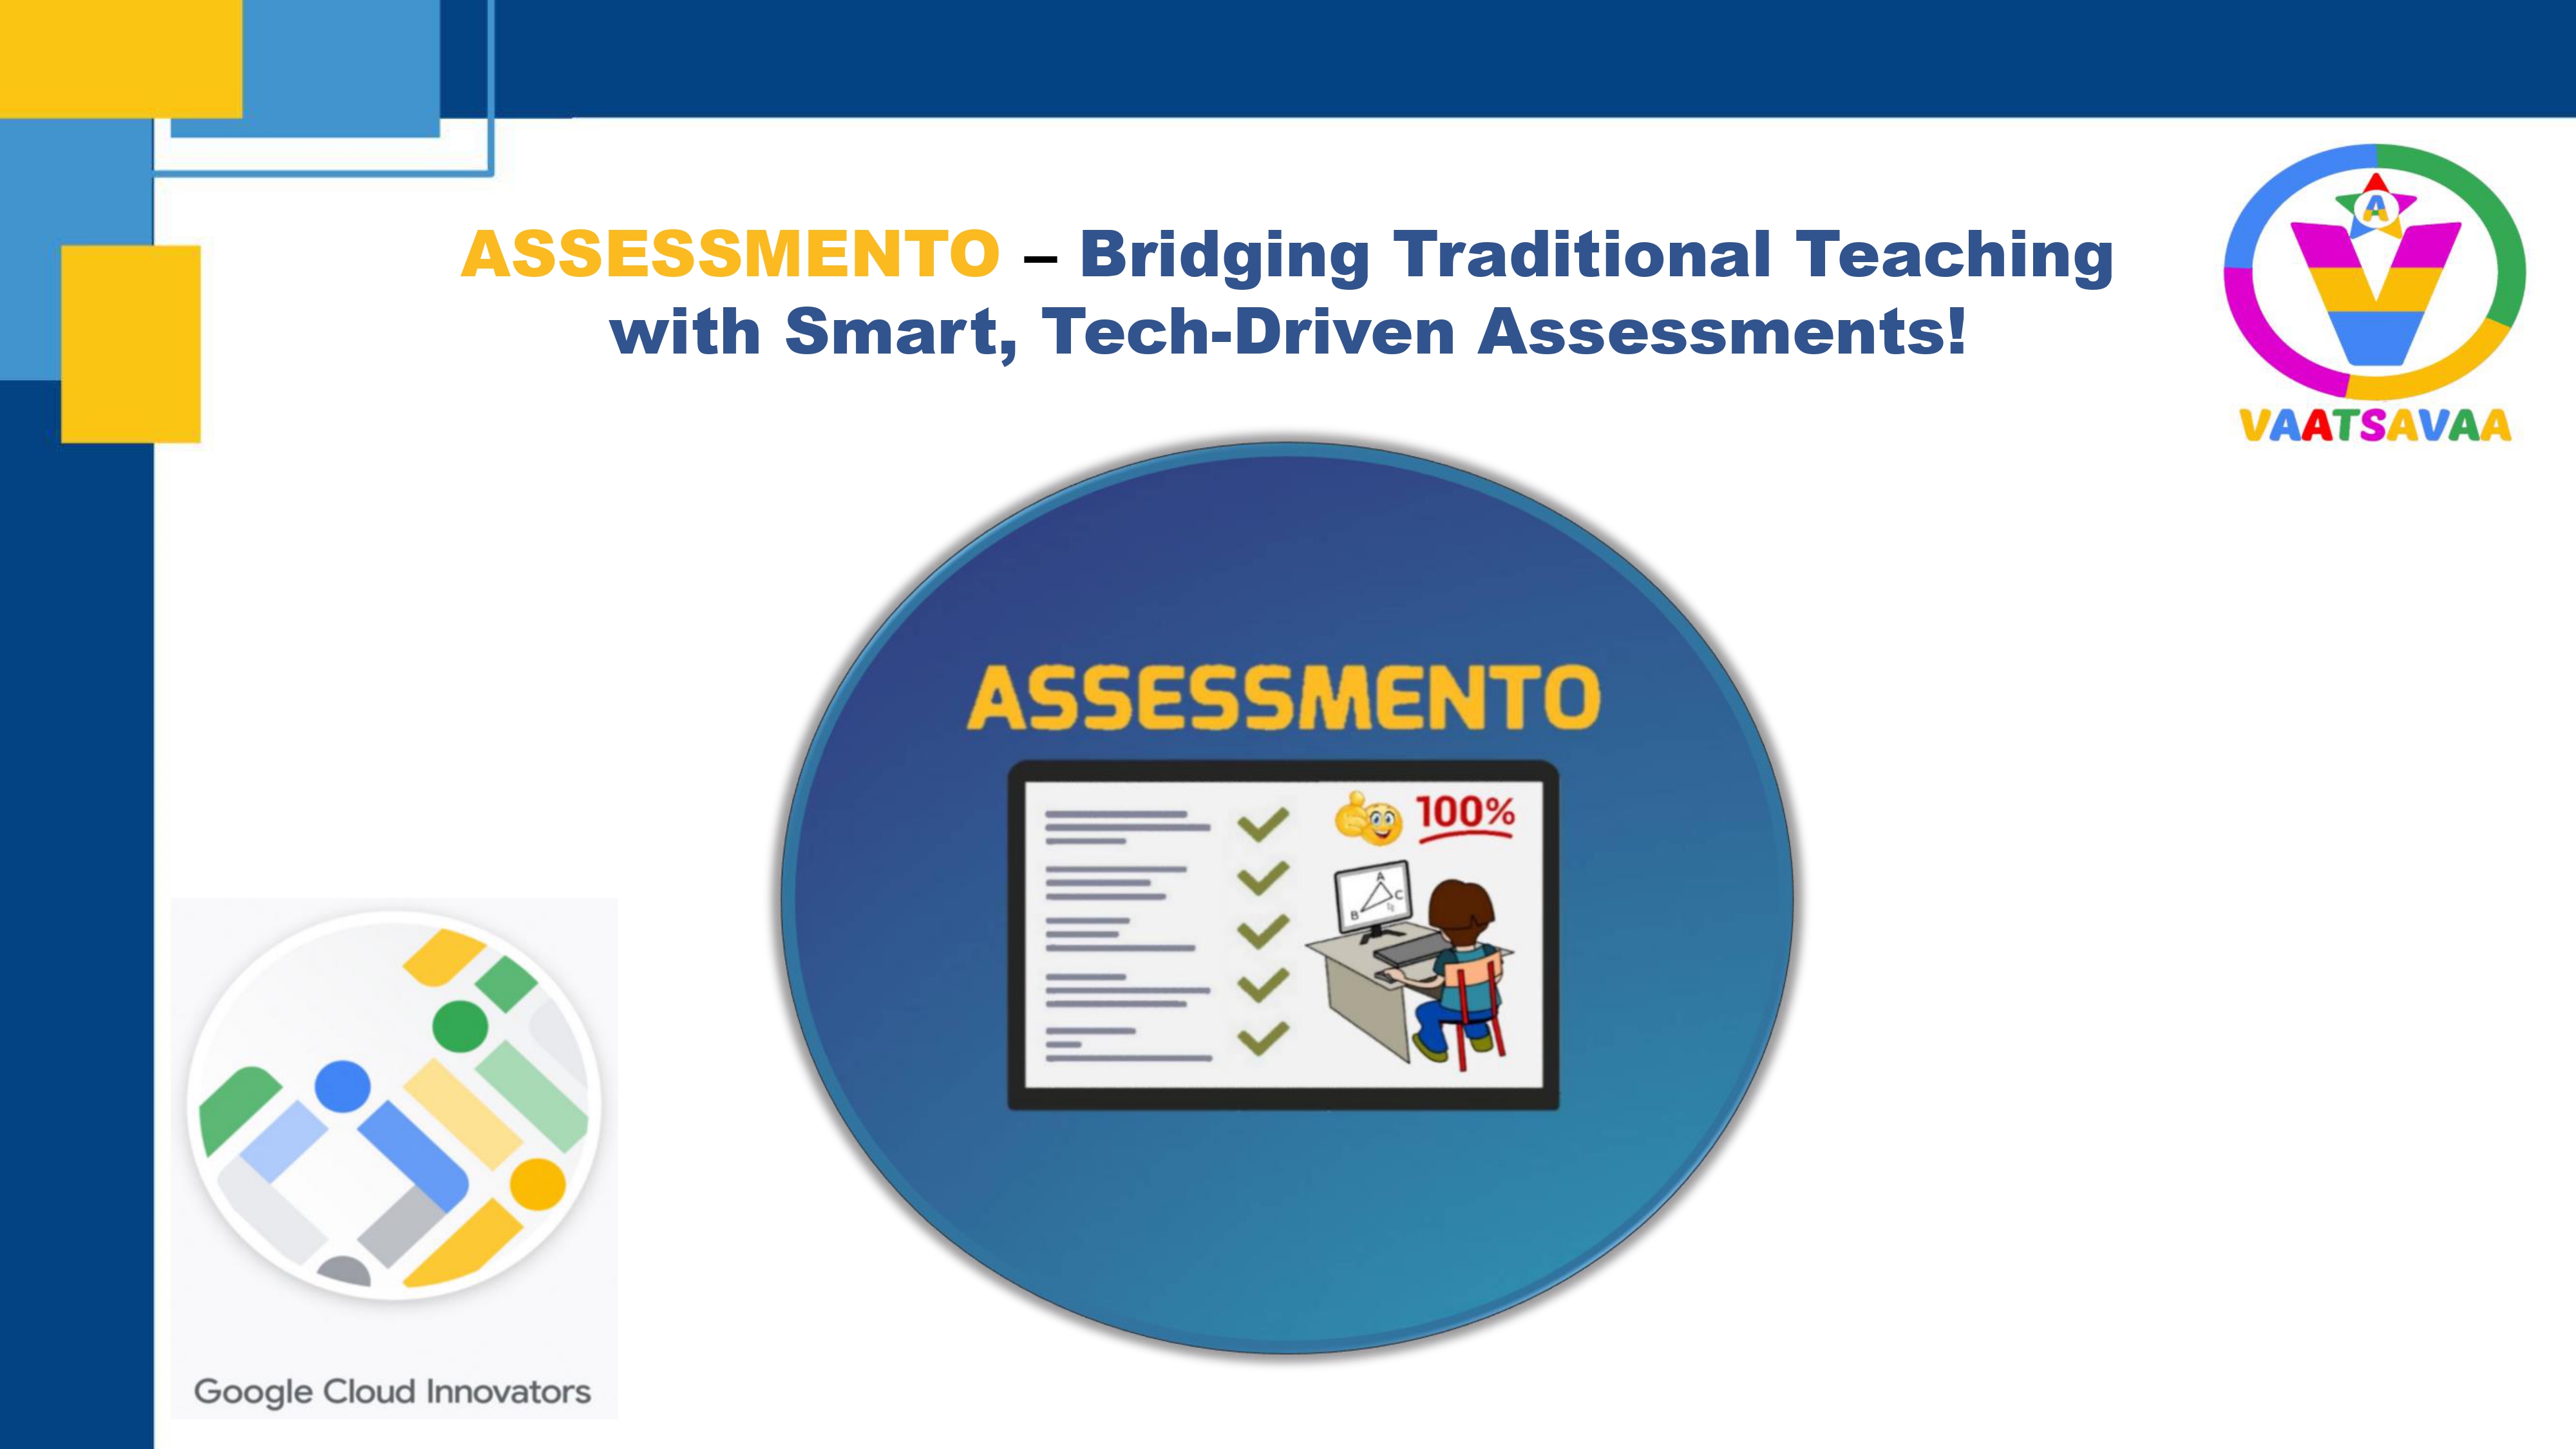 ASSESSMENTO – Bridging Traditional Teaching
with Smart, Tech-Driven Assessments!
A
VAATSAVAA
ASSESSMENTO
100%
A
B
C
Google Cloud Innovators